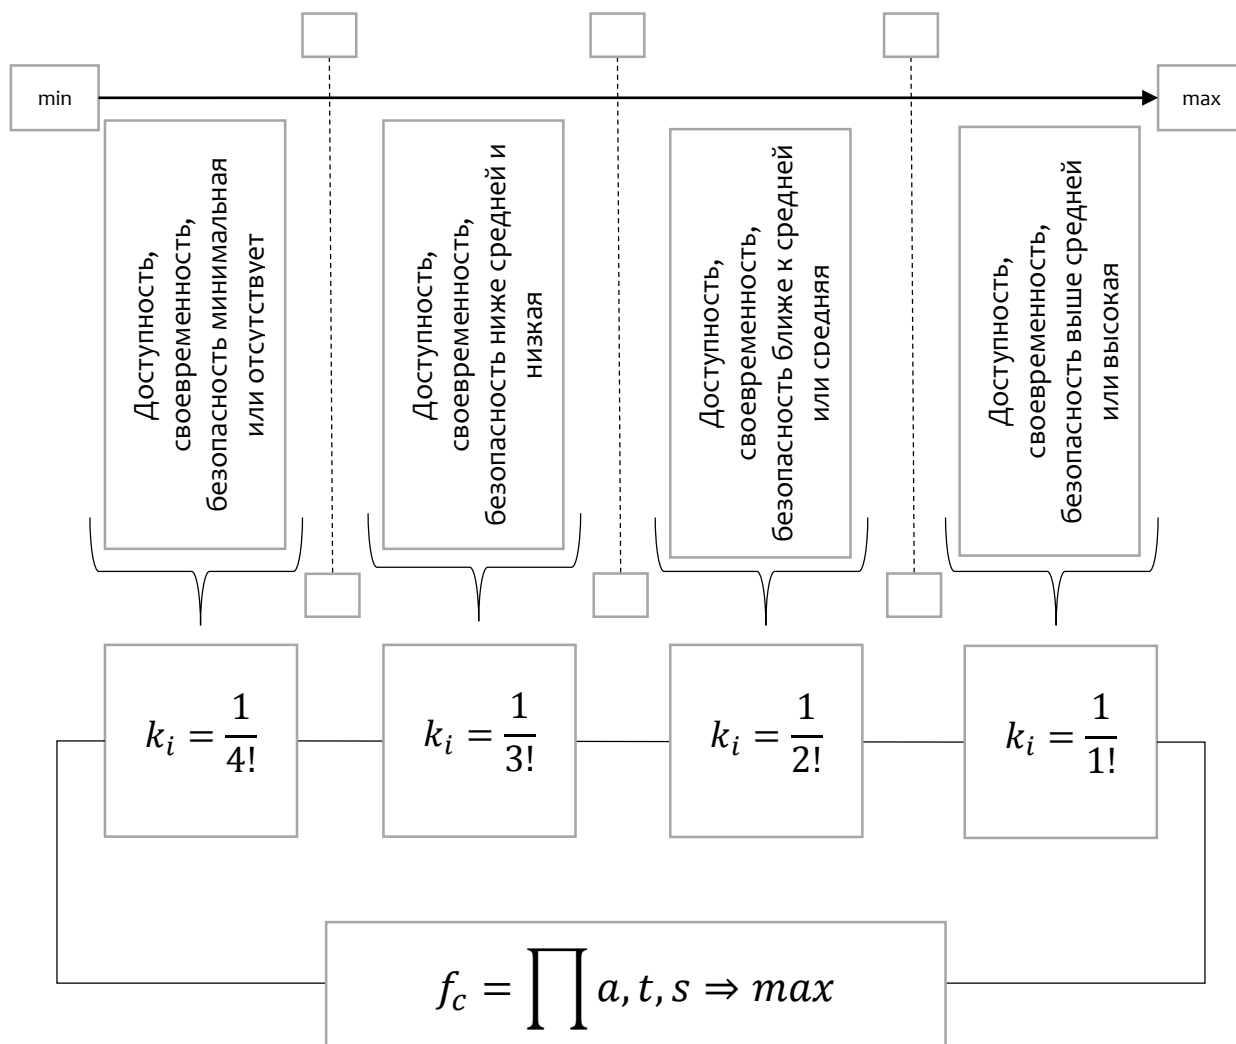 min
max
Доступность,
своевременность,
безопасность минимальная
или отсутствует
Доступность,
своевременность,
безопасность ниже средней и
низкая
Доступность,
своевременность,
безопасность ближе к средней
или средняя
Доступность,
своевременность,
безопасность выше средней
или высокая
k_i = 1/4!
k_i = 1/3!
k_i = 1/2!
k_i = 1/1!
f_c = ∏ a, t, s ⇒ max